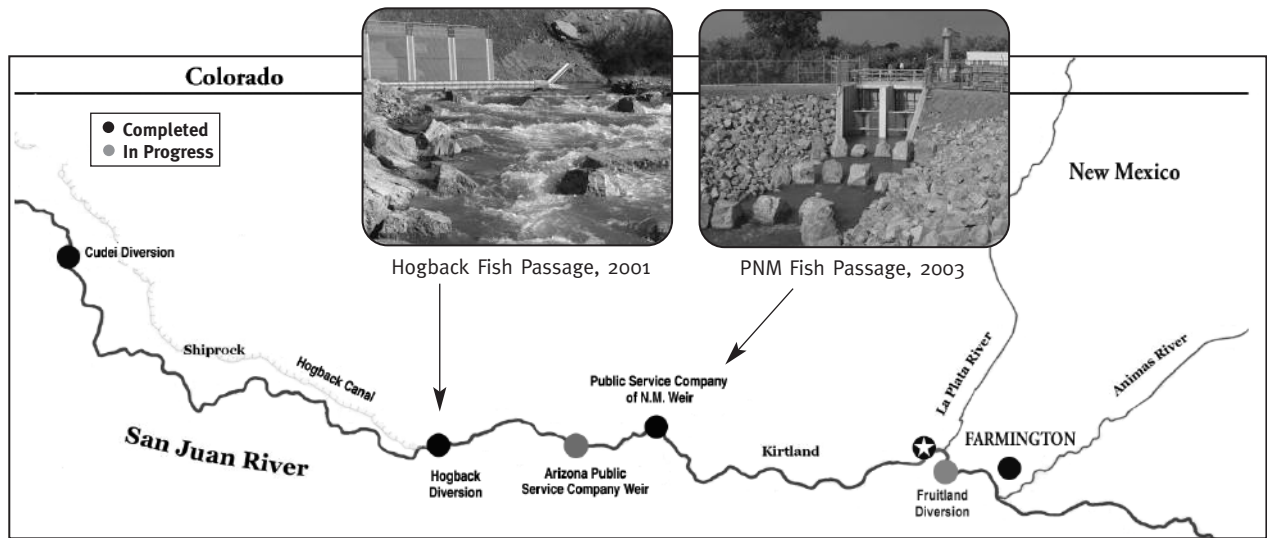 Colorado
Completed
In Progress
New Mexico
Hogback Fish Passage, 2001
PNM Fish Passage, 2003
Cudei Diversion
Shiprock
Hogback Canal
San Juan River
Hogback
Diversion
Arizona Public
Service Company Weir
Public Service Company
of N.M. Weir
Kirtland
La Plata River
Animas River
FARMINGTON
Fruitland
Diversion